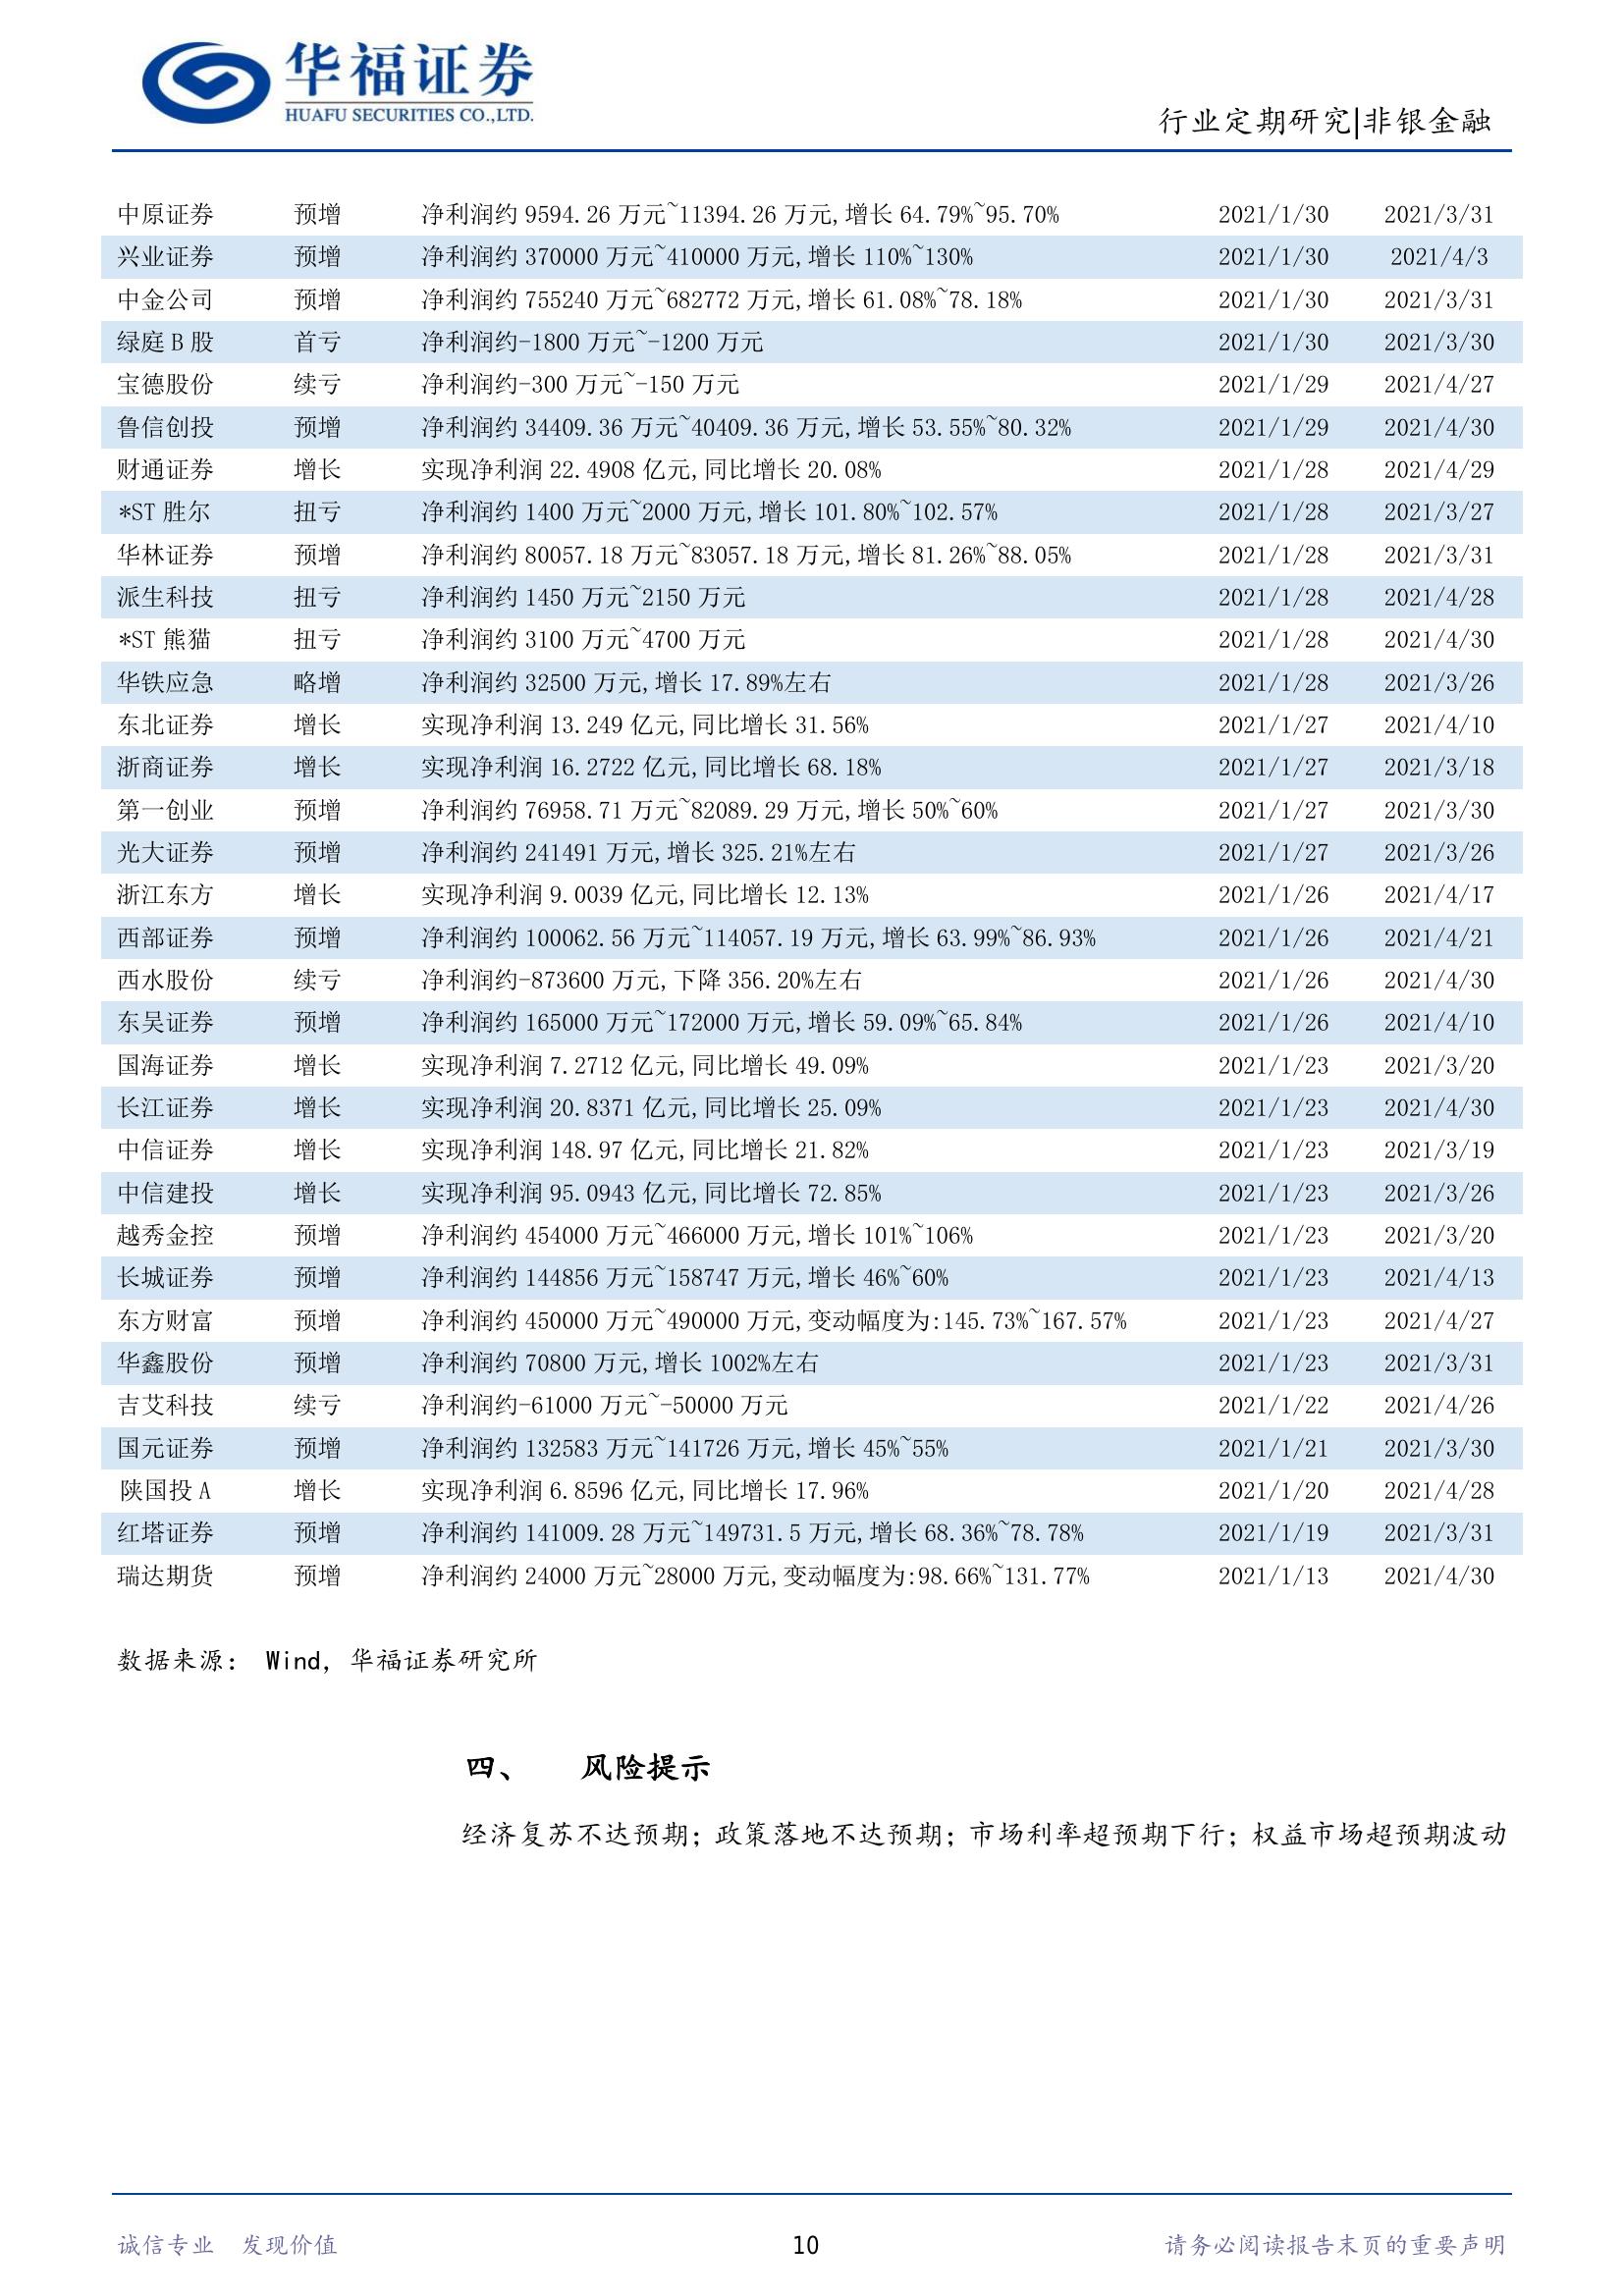 华福证券
HUAFU SECURITIES CO.,LTD.
行业定期研究|非银金融
中原证券 预增 净利润约 9594.26 万元~11394.26 万元,增长 64.79%~95.70% 2021/1/30 2021/3/31
兴业证券 预增 净利润约 370000 万元~410000 万元,增长 110%~130% 2021/1/30 2021/4/3
中金公司 预增 净利润约 755240 万元~682772 万元,增长 61.08%~78.18% 2021/1/30 2021/3/31
绿庭 B 股 首亏 净利润约-1800 万元~-1200 万元 2021/1/30 2021/3/30
宝德股份 续亏 净利润约-300 万元~-150 万元 2021/1/29 2021/4/27
鲁信创投 预增 净利润约 34409.36 万元~40409.36 万元,增长 53.55%~80.32% 2021/1/29 2021/4/30
财通证券 增长 实现净利润 22.4908 亿元,同比增长 20.08% 2021/1/28 2021/4/29
*ST 胜尔 扭亏 净利润约 1400 万元~2000 万元,增长 101.80%~102.57% 2021/1/28 2021/3/27
华林证券 预增 净利润约 80057.18 万元~83057.18 万元,增长 81.26%~88.05% 2021/1/28 2021/3/31
派生科技 扭亏 净利润约 1450 万元~2150 万元 2021/1/28 2021/4/28
*ST 熊猫 扭亏 净利润约 3100 万元~4700 万元 2021/1/28 2021/4/30
华铁应急 略增 净利润约 32500 万元,增长 17.89%左右 2021/1/28 2021/3/26
东北证券 增长 实现净利润 13.249 亿元,同比增长 31.56% 2021/1/27 2021/4/10
浙商证券 增长 实现净利润 16.2722 亿元,同比增长 68.18% 2021/1/27 2021/3/18
第一创业 预增 净利润约 76958.71 万元~82089.29 万元,增长 50%~60% 2021/1/27 2021/3/30
光大证券 预增 净利润约 241491 万元,增长 325.21%左右 2021/1/27 2021/3/26
浙江东方 增长 实现净利润 9.0039 亿元,同比增长 12.13% 2021/1/26 2021/4/17
西部证券 预增 净利润约 100062.56 万元~114057.19 万元,增长 63.99%~86.93% 2021/1/26 2021/4/21
西水股份 续亏 净利润约-873600 万元,下降 356.20%左右 2021/1/26 2021/4/30
东吴证券 预增 净利润约 165000 万元~172000 万元,增长 59.09%~65.84% 2021/1/26 2021/4/10
国海证券 增长 实现净利润 7.2712 亿元,同比增长 49.09% 2021/1/23 2021/3/20
长江证券 增长 实现净利润 20.8371 亿元,同比增长 25.09% 2021/1/23 2021/4/30
中信证券 增长 实现净利润 148.97 亿元,同比增长 21.82% 2021/1/23 2021/3/19
中信建投 增长 实现净利润 95.0943 亿元,同比增长 72.85% 2021/1/23 2021/3/26
越秀金控 预增 净利润约 454000 万元~466000 万元,增长 101%~106% 2021/1/23 2021/3/20
长城证券 预增 净利润约 144856 万元~158747 万元,增长 46%~60% 2021/1/23 2021/4/13
东方财富 预增 净利润约 450000 万元~490000 万元,变动幅度为:145.73%~167.57% 2021/1/23 2021/4/27
华鑫股份 预增 净利润约 70800 万元,增长 1002%左右 2021/1/23 2021/3/31
吉艾科技 续亏 净利润约-61000 万元~-50000 万元 2021/1/22 2021/4/26
国元证券 预增 净利润约 132583 万元~141726 万元,增长 45%~55% 2021/1/21 2021/3/30
陕国投 A 增长 实现净利润 6.8596 亿元,同比增长 17.96% 2021/1/20 2021/4/28
红塔证券 预增 净利润约 141009.28 万元~149731.5 万元,增长 68.36%~78.78% 2021/1/19 2021/3/31
瑞达期货 预增 净利润约 24000 万元~28000 万元,变动幅度为:98.66%~131.77% 2021/1/13 2021/4/30
数据来源： Wind, 华福证券研究所
四、 风险提示
经济复苏不达预期；政策落地不达预期；市场利率超预期下行；权益市场超预期波动
诚信专业 发现价值 10 请务必阅读报告末页的重要声明